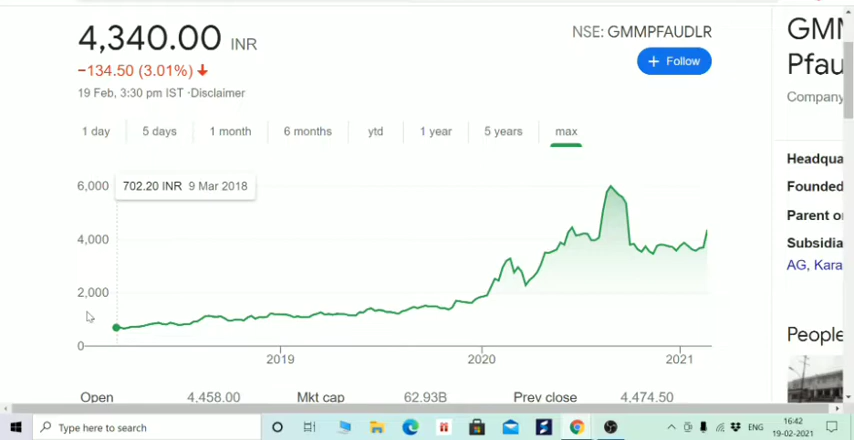 4,340.00 INR
−134.50 (3.01%) ↓
19 Feb, 3:30 pm IST ·Disclaimer
NSE: GMMPFAUDLR
+ Follow
1 day
5 days
1 month
6 months
ytd
1 year
5 years
max
702.20 INR 9 Mar 2018
6,000
4,000
2,000
0
2019
2020
2021
Open 4,458.00
Mkt cap 62.93B
Prev close 4,474.50
GMM
Pfau
Company
Headqua
Founded
Parent or
Subsidia
AG, Kara
People
Type here to search
ENG
16:42
19-02-2021